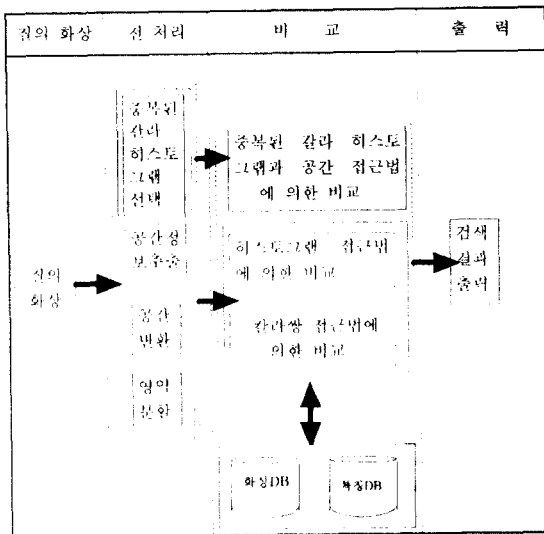 질의 화상 전 처리 비 교 출 력
중복된
칼라
히스토
그램
선택
중복된 칼라 히스토
그램과 공간 접근법
에 의한 비교
공간정
보추출
히스토그램 접근법
에 의한 비교
검색
결과
출력
질의
화상
공간
변환
칼라쌍 접근법에
의한 비교
영역
분할
화상DB 특징DB